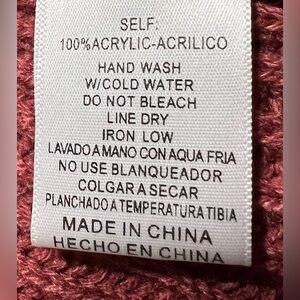 SELF:
100% ACRYLIC-ACRILICO
HAND WASH
W/COLD WATER
DO NOT BLEACH
LINE DRY
IRON LOW
LAVADO A MANO CON AQUA FRIA
NO USE BLANQUEADOR
COLGAR A SECAR
PLANCHADO A TEMPERATURA TIBIA
MADE IN CHINA
HECHO EN CHINA